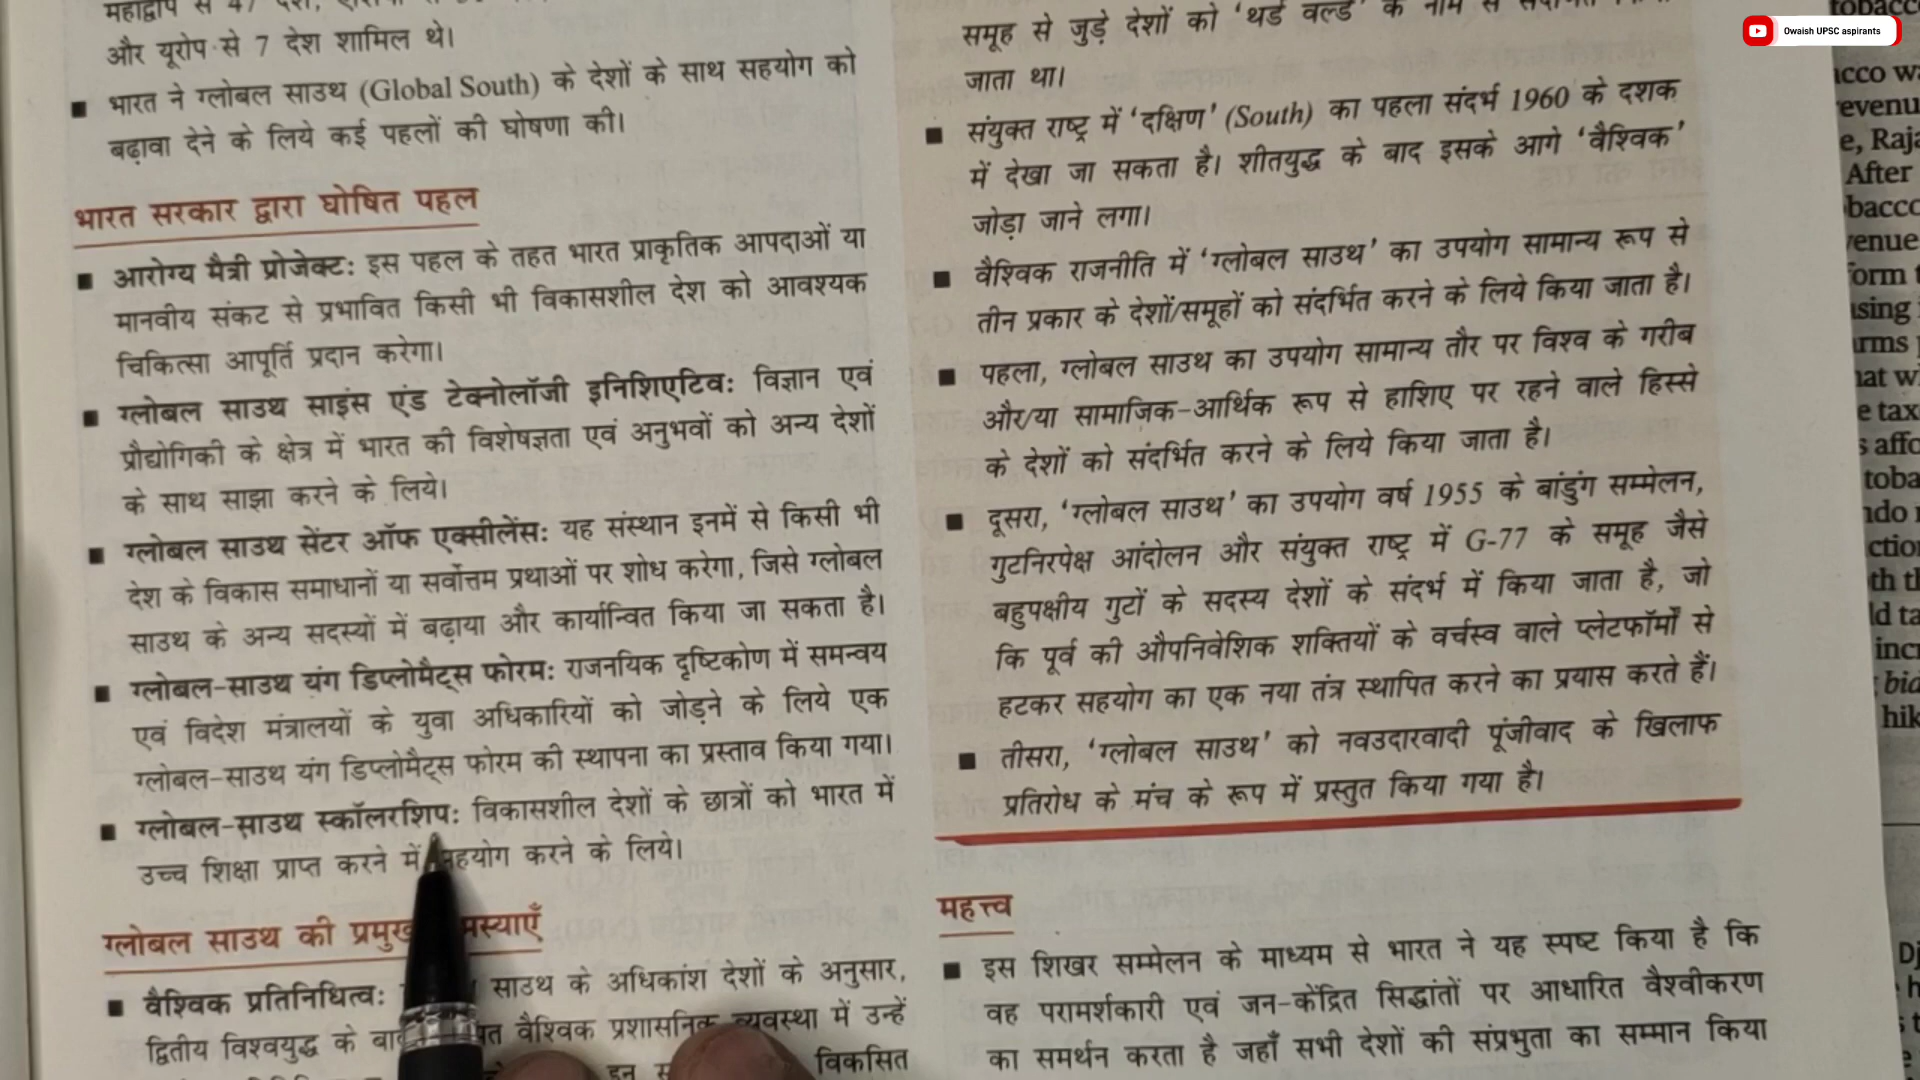 महाद्वीप से 47 देश,
और यूरोप से 7 देश शामिल थे।
■ भारत ने ग्लोबल साउथ (Global South) के देशों के साथ सहयोग को
बढ़ावा देने के लिये कई पहलों की घोषणा की।
भारत सरकार द्वारा घोषित पहल
■ आरोग्य मैत्री प्रोजेक्ट: इस पहल के तहत भारत प्राकृतिक आपदाओं या
मानवीय संकट से प्रभावित किसी भी विकासशील देश को आवश्यक
चिकित्सा आपूर्ति प्रदान करेगा।
■ ग्लोबल साउथ साइंस एंड टेक्नोलॉजी इनिशिएटिव: विज्ञान एवं
प्रौद्योगिकी के क्षेत्र में भारत की विशेषज्ञता एवं अनुभवों को अन्य देशों
के साथ साझा करने के लिये।
■ ग्लोबल साउथ सेंटर ऑफ एक्सीलेंस: यह संस्थान इनमें से किसी भी
देश के विकास समाधानों या सर्वोत्तम प्रथाओं पर शोध करेगा, जिसे ग्लोबल
साउथ के अन्य सदस्यों में बढ़ाया और कार्यान्वित किया जा सकता है।
■ ग्लोबल-साउथ यंग डिप्लोमैट्स फोरम: राजनयिक दृष्टिकोण में समन्वय
एवं विदेश मंत्रालयों के युवा अधिकारियों को जोड़ने के लिये एक
ग्लोबल-साउथ यंग डिप्लोमैट्स फोरम की स्थापना का प्रस्ताव किया गया।
■ ग्लोबल-साउथ स्कॉलरशिप: विकासशील देशों के छात्रों को भारत में
उच्च शिक्षा प्राप्त करने में सहयोग करने के लिये।
ग्लोबल साउथ की प्रमुख समस्याएँ
■ वैश्विक प्रतिनिधित्व: साउथ के अधिकांश देशों के अनुसार,
द्वितीय विश्वयुद्ध के बाद वैश्विक प्रशासनिक व्यवस्था में उन्हें
इन विकसित
समूह से जुड़े देशों को ‘थर्ड वर्ल्ड’ के नाम से
जाता था।
■ संयुक्त राष्ट्र में ‘दक्षिण’ (South) का पहला संदर्भ 1960 के दशक
में देखा जा सकता है। शीतयुद्ध के बाद इसके आगे ‘वैश्विक’
जोड़ा जाने लगा।
■ वैश्विक राजनीति में ‘ग्लोबल साउथ’ का उपयोग सामान्य रूप से
तीन प्रकार के देशों/समूहों को संदर्भित करने के लिये किया जाता है।
■ पहला, ग्लोबल साउथ का उपयोग सामान्य तौर पर विश्व के गरीब
और/या सामाजिक-आर्थिक रूप से हाशिए पर रहने वाले हिस्से
के देशों को संदर्भित करने के लिये किया जाता है।
■ दूसरा, ‘ग्लोबल साउथ’ का उपयोग वर्ष 1955 के बांडुंग सम्मेलन,
गुटनिरपेक्ष आंदोलन और संयुक्त राष्ट्र में G-77 के समूह जैसे
बहुपक्षीय गुटों के सदस्य देशों के संदर्भ में किया जाता है, जो
कि पूर्व की औपनिवेशिक शक्तियों के वर्चस्व वाले प्लेटफॉर्मों से
हटकर सहयोग का एक नया तंत्र स्थापित करने का प्रयास करते हैं।
■ तीसरा, ‘ग्लोबल साउथ’ को नवउदारवादी पूंजीवाद के खिलाफ
प्रतिरोध के मंच के रूप में प्रस्तुत किया गया है।
महत्त्व
■ इस शिखर सम्मेलन के माध्यम से भारत ने यह स्पष्ट किया है कि
वह परामर्शकारी एवं जन-केंद्रित सिद्धांतों पर आधारित वैश्वीकरण
का समर्थन करता है जहाँ सभी देशों की संप्रभुता का सम्मान किया
Owaish UPSC aspirants
e, Raja
After
form
e tax